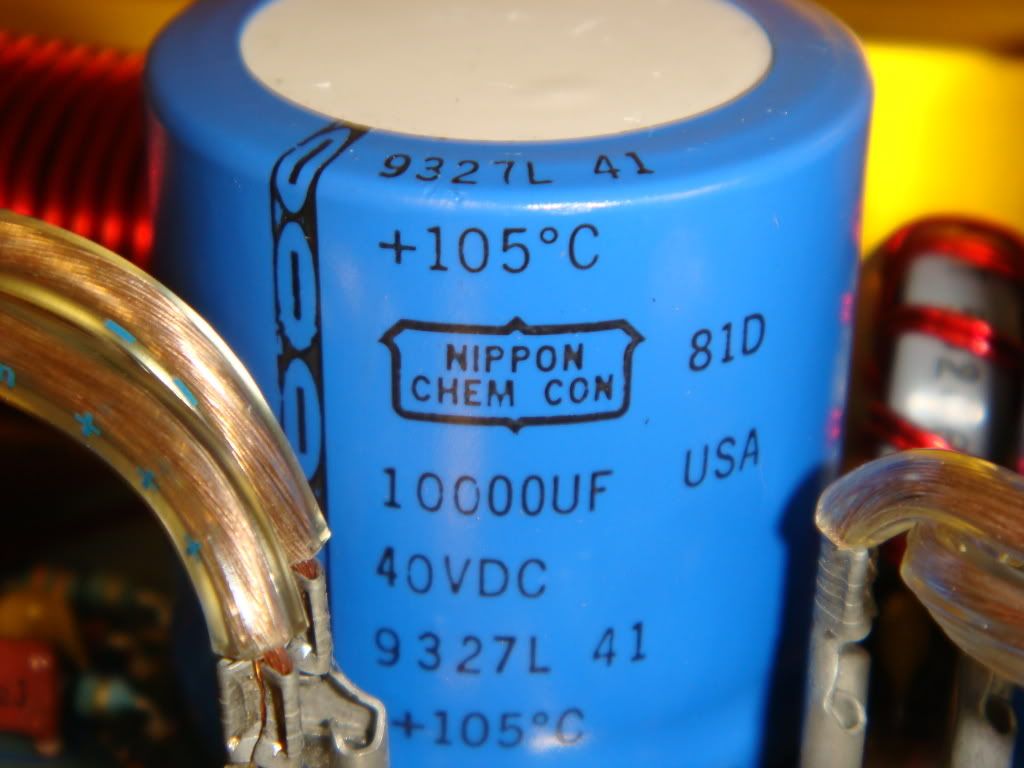 9327L 41
+105°C
NIPPON
CHEM CON
81D
10000UF
USA
40VDC
9327L 41
+105°C